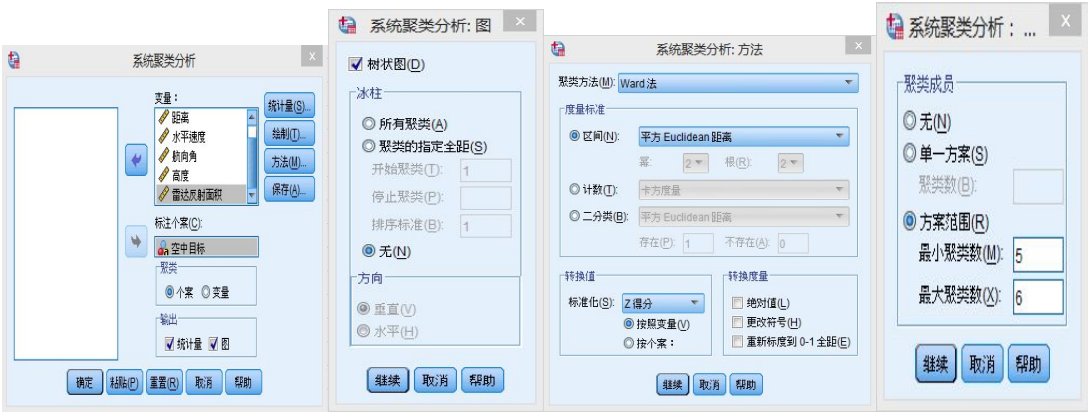 系统聚类分析
变量：
距离
水平速度
航向角
高度
雷达反射面积
统计量(S)...
绘制(T)...
方法(M)...
保存(A)...
标注个案(C):
空中目标
聚类
个案 变量
输出
统计量 图
确定 粘贴(P) 重置(R) 取消 帮助
系统聚类分析: 图
树状图(D)
冰柱
所有聚类(A)
聚类的指定全距(S)
开始聚类(T): 1
停止聚类(P):
排序标准(B): 1
无(N)
方向
垂直(V)
水平(H)
继续 取消 帮助
系统聚类分析: 方法
聚类方法(M): Ward 法
度量标准
区间(N): 平方 Euclidean 距离
幂: 2 根(R): 2
计数(T): 卡方度量
二分类(B): 平方 Euclidean 距离
存在(P): 1 不存在(A): 0
转换值
标准化(S): Z 得分
按照变量(V)
按个案：
转换度量
绝对值(L)
更改符号(H)
重新标度到 0-1 全距(E)
继续 取消 帮助
系统聚类分析： ...
聚类成员
无(N)
单一方案(S)
聚类数(B):
方案范围(R)
最小聚类数(M): 5
最大聚类数(X): 6
继续 取消 帮助